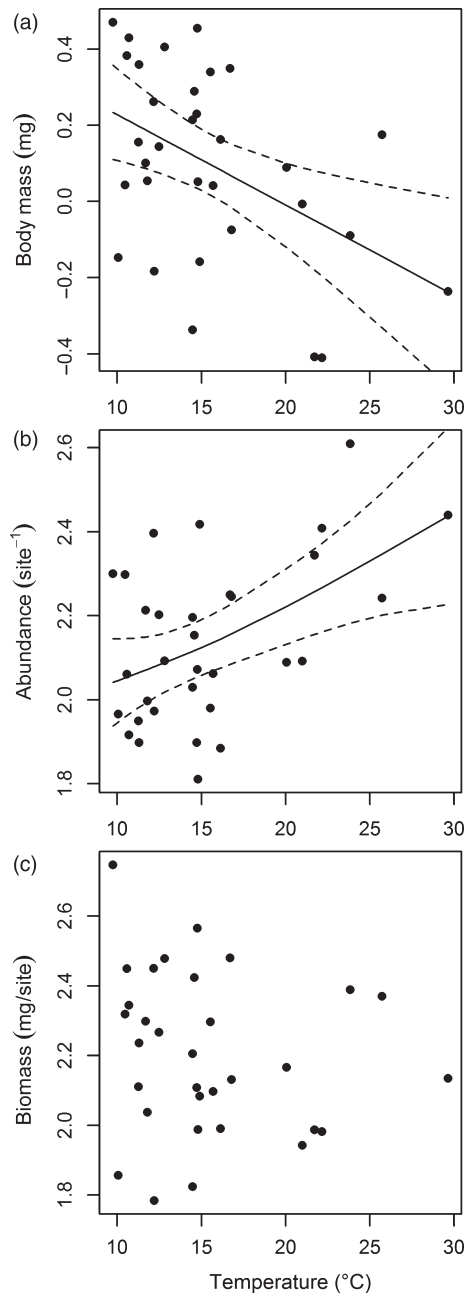 (a)
Body mass (mg)
0.4
0.2
0.0
−0.2
−0.4
10 15 20 25 30
(b)
Abundance (site⁻¹)
2.6
2.4
2.2
2.0
1.8
10 15 20 25 30
(c)
Biomass (mg/site)
2.6
2.4
2.2
2.0
1.8
10 15 20 25 30
Temperature (°C)